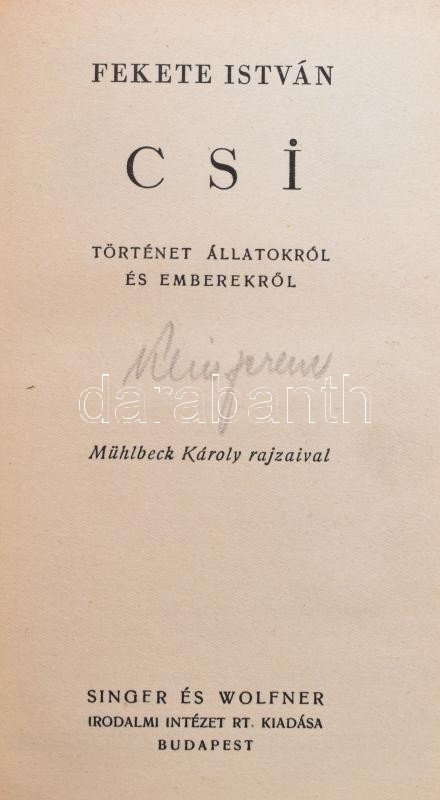 FEKETE ISTVÁN
CSİ
TÖRTÉNET ÁLLATOKRÓL
ÉS EMBEREKRŐL
darabanth
Mühlbeck Károly rajzaival
SINGER ÉS WOLFNER
IRODALMI INTÉZET RT. KIADÁSA
BUDAPEST